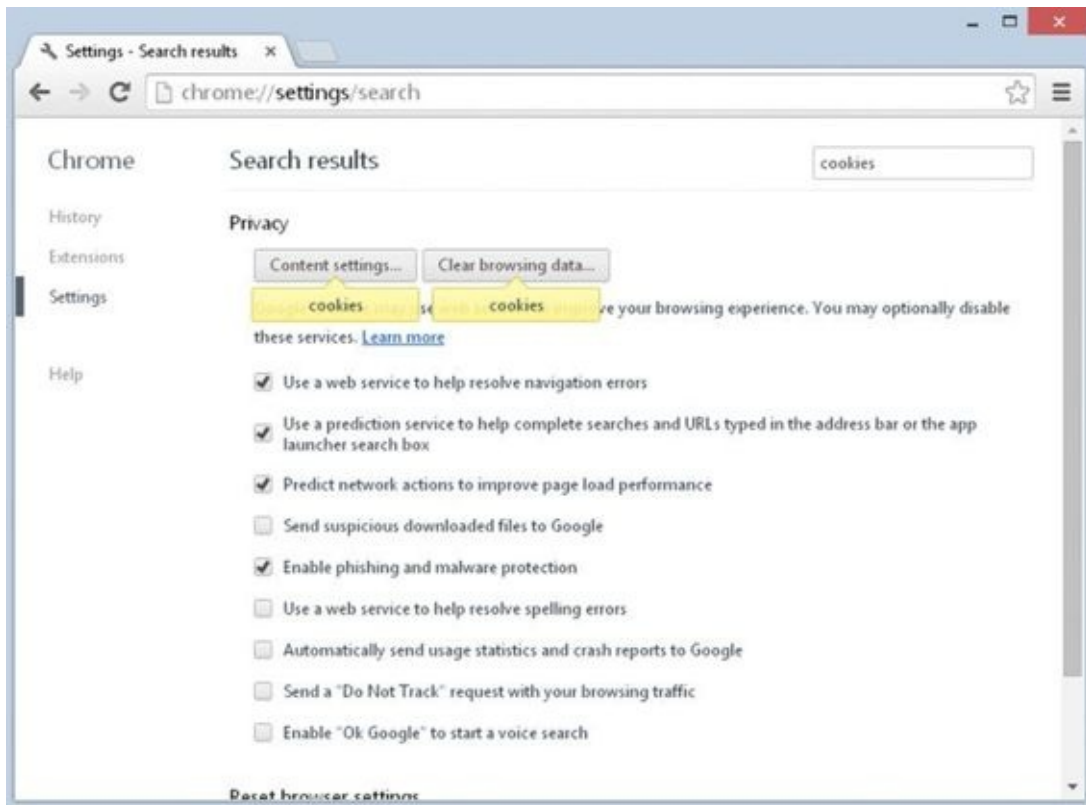 Settings - Search results
chrome://settings/search
Chrome
Search results
cookies
History
Extensions
Settings
Help
Privacy
Content settings...
Clear browsing data...
cookies
cookies
ve your browsing experience. You may optionally disable
these services. Learn more
Use a web service to help resolve navigation errors
Use a prediction service to help complete searches and URLs typed in the address bar or the app
launcher search box
Predict network actions to improve page load performance
Send suspicious downloaded files to Google
Enable phishing and malware protection
Use a web service to help resolve spelling errors
Automatically send usage statistics and crash reports to Google
Send a "Do Not Track" request with your browsing traffic
Enable "Ok Google" to start a voice search
Reset browser settings